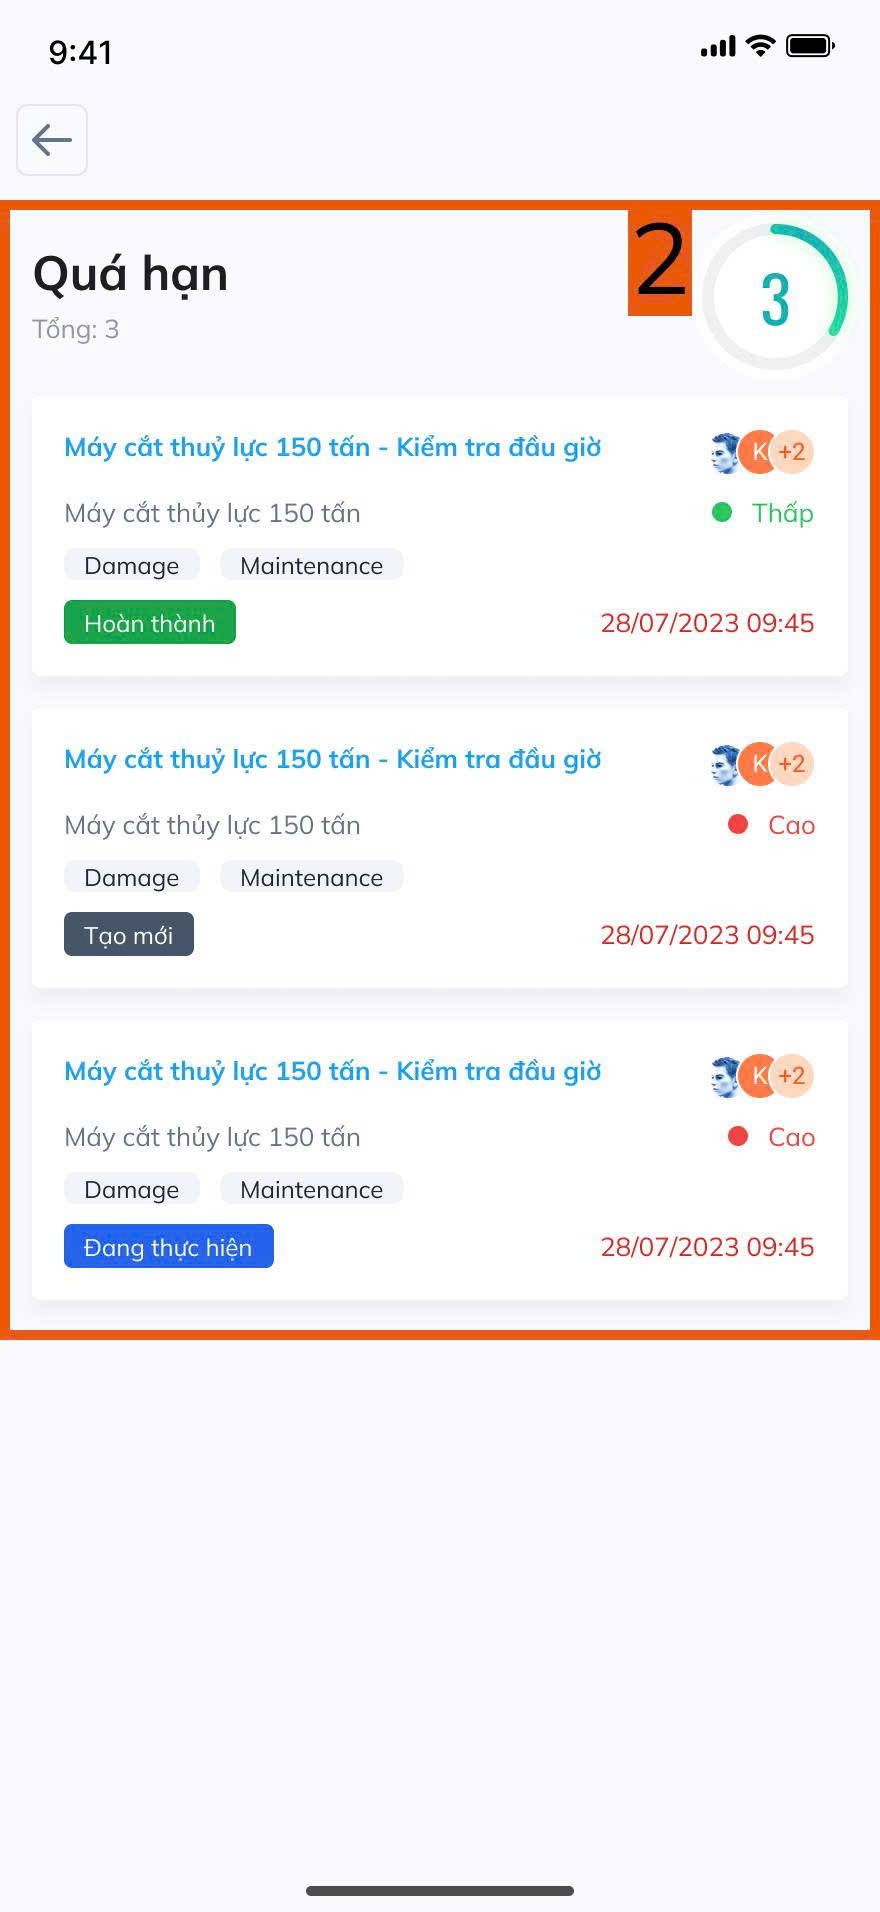 9:41
Quá hạn
2
3
Tổng: 3
Máy cắt thuỷ lực 150 tấn - Kiểm tra đầu giờ
K +2
Máy cắt thủy lực 150 tấn
Thấp
Damage Maintenance
Hoàn thành
28/07/2023 09:45
Máy cắt thuỷ lực 150 tấn - Kiểm tra đầu giờ
K +2
Máy cắt thủy lực 150 tấn
Cao
Damage Maintenance
Tạo mới
28/07/2023 09:45
Máy cắt thuỷ lực 150 tấn - Kiểm tra đầu giờ
K +2
Máy cắt thủy lực 150 tấn
Cao
Damage Maintenance
Đang thực hiện
28/07/2023 09:45